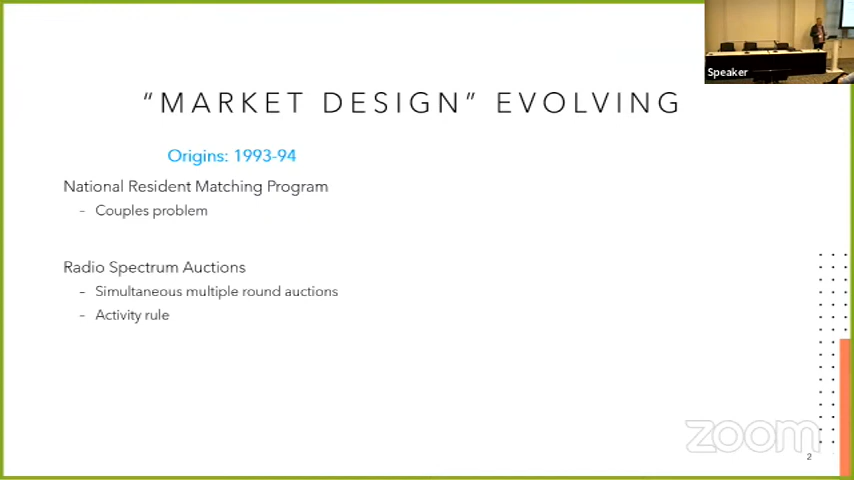 Speaker
"MARKET DESIGN" EVOLVING
Origins: 1993-94
National Resident Matching Program
- Couples problem
Radio Spectrum Auctions
- Simultaneous multiple round auctions
- Activity rule
zoom
2